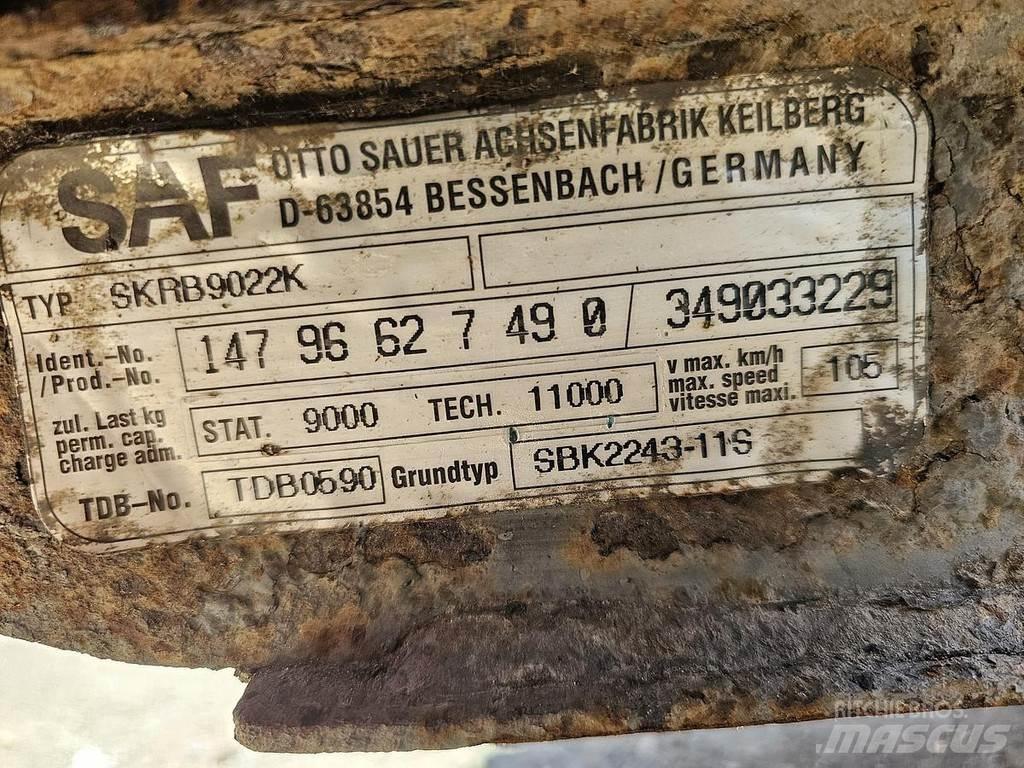 SAF
OTTO SAUER ACHSENFABRIK KEILBERG
D-63854 BESSENBACH/GERMANY
TYP SKRB9022K
Ident.-No.
/Prod.-No.
147 96 62 7 49 0 / 349033229
zul. Last kg
perm. cap.
charge adm.
STAT. 9000 TECH. 11000
v max. km/h
max. speed
vitesse maxi.
105
TDB-No. TDB0590 Grundtyp SBK2243-11S
RITCHIE BROS.
MASCUS